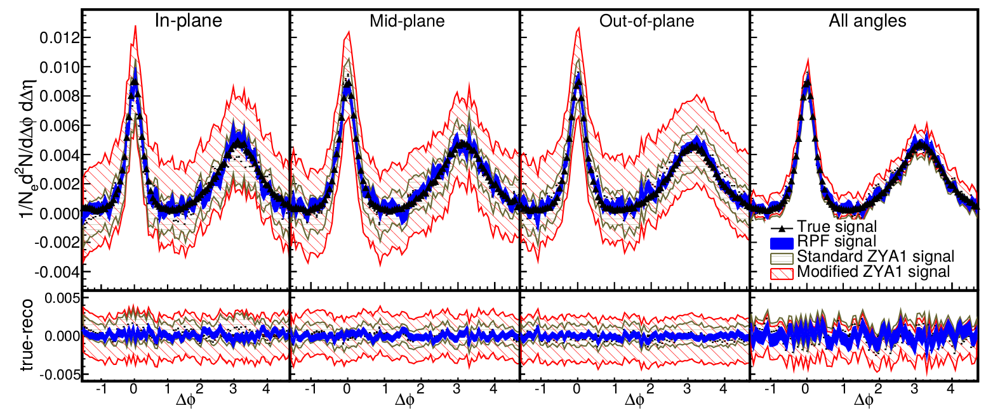 In-plane
Mid-plane
Out-of-plane
All angles
1/Nₑd²N/dΔϕ dΔη
0.012
0.010
0.008
0.006
0.004
0.002
0.000
-0.002
-0.004
True signal
RPF signal
Standard ZYA1 signal
Modified ZYA1 signal
true-reco
0.005
0.000
-0.005
-1 0 1 2 3 4
-1 0 1 2 3 4
-1 0 1 2 3 4
-1 0 1 2 3 4
Δϕ
Δϕ
Δϕ
Δϕ